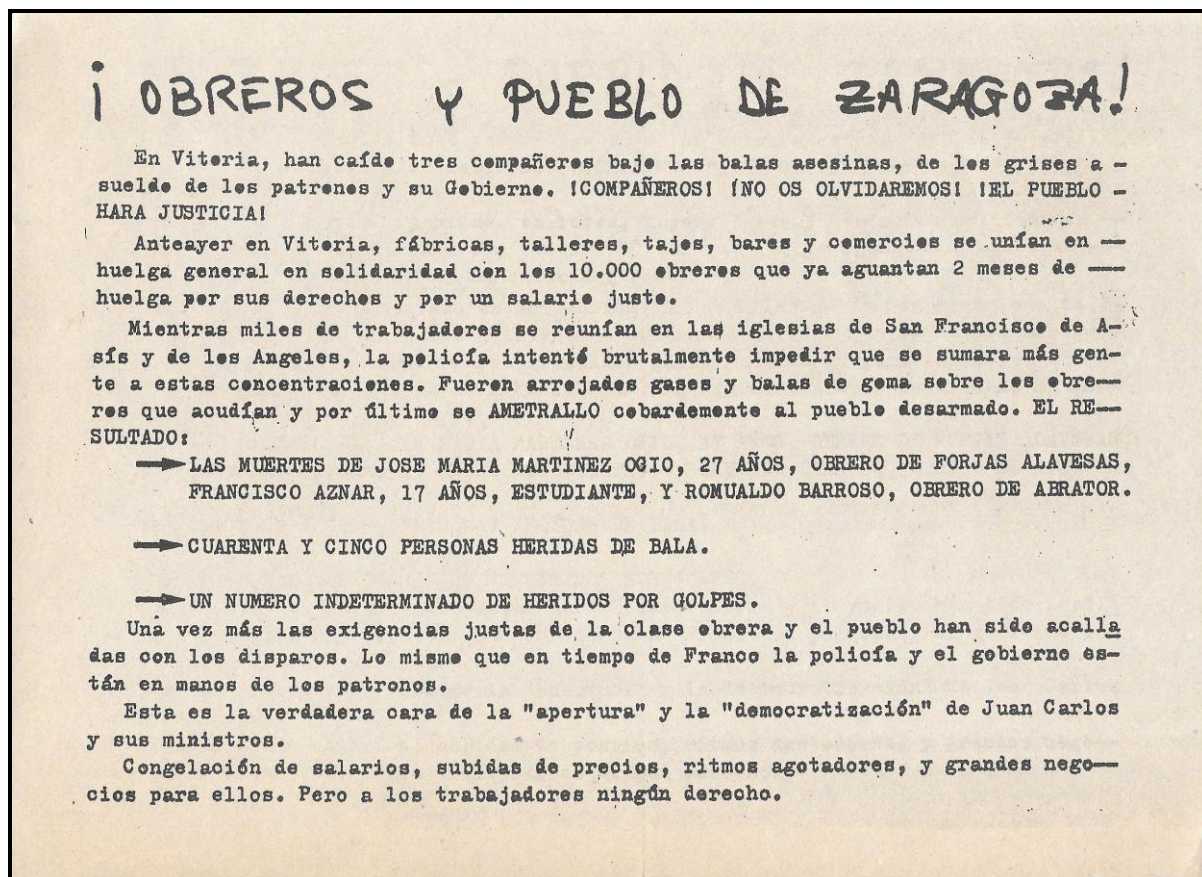 ¡ OBREROS Y PUEBLO DE ZARAGOZA!
En Vitoria, han caído tres compañeros bajo las balas asesinas, de los grises a -
sueldo de los patronos y su Gobierno. ¡COMPAÑEROS! ¡NO OS OLVIDAREMOS! ¡EL PUEBLO -
HARA JUSTICIA!
Anteayer en Vitoria, fábricas, talleres, tajos, bares y comercios se unían en --
huelga general en solidaridad con los 10.000 obreros que ya aguantan 2 meses de --
huelga por sus derechos y por un salario justo.
Mientras miles de trabajadores se reunían en las iglesias de San Francisco de A-
sís y de los Angeles, la policía intentó brutalmente impedir que se sumara más gen-
te a estas concentraciones. Fueron arrojados gases y balas de goma sobre los obre--
ros que acudían y por último se AMETRALLO cobardemente al pueblo desarmado. EL RE--
SULTADO:
→ LAS MUERTES DE JOSE MARIA MARTINEZ OGIO, 27 AÑOS, OBRERO DE FORJAS ALAVESAS,
FRANCISCO AZNAR, 17 AÑOS, ESTUDIANTE, Y ROMUALDO BARROSO, OBRERO DE ABRATOR.
→ CUARENTA Y CINCO PERSONAS HERIDAS DE BALA.
→ UN NUMERO INDETERMINADO DE HERIDOS POR GOLPES.
Una vez más las exigencias justas de la clase obrera y el pueblo han sido acalla
das con los disparos. Lo mismo que en tiempo de Franco la policía y el gobierno es-
tán en manos de los patronos.
Esta es la verdadera cara de la "apertura" y la "democratización" de Juan Carlos
y sus ministros.
Congelación de salarios, subidas de precios, ritmos agotadores, y grandes nego--
cios para ellos. Pero a los trabajadores ningún derecho.